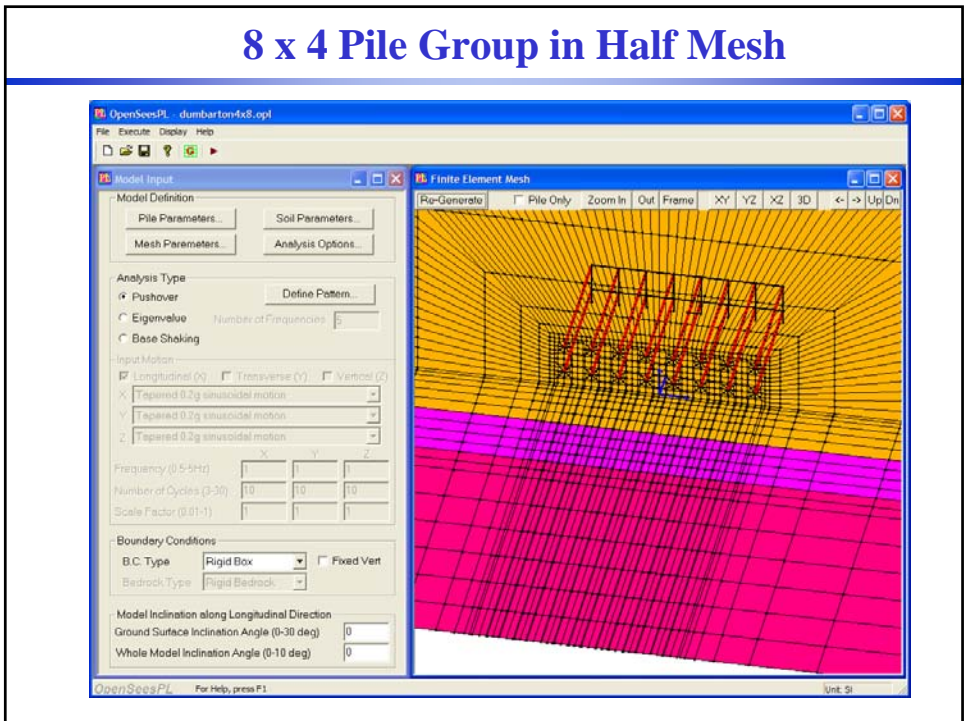 8 x 4 Pile Group in Half Mesh
OpenSeesPL - dumbarton4x8.opl
File Execute Display Help
Model Input
Model Definition
Pile Parameters...
Soil Parameters...
Mesh Parameters...
Analysis Options...
Analysis Type
Pushover
Define Pattern...
Eigenvalue
Number of Frequencies 5
Base Shaking
Input Motion
Longitudinal (X) Transverse (Y) Vertical (Z)
X Tapered 0.2g sinusoidal motion
Y Tapered 0.2g sinusoidal motion
Z Tapered 0.2g sinusoidal motion
X Y Z
Frequency (0.5-5Hz) 1 1 1
Number of Cycles (3-30) 10 10 10
Scale Factor (0.01-1) 1 1 1
Boundary Conditions
B.C. Type Rigid Box Fixed Vert
Bedrock Type Rigid Bedrock
Model Inclination along Longitudinal Direction
Ground Surface Inclination Angle (0-30 deg) 0
Whole Model Inclination Angle (0-10 deg) 0
Finite Element Mesh
Re-Generate Pile Only Zoom In Out Frame XY YZ XZ 3D <- -> Up Dn
OpenSeesPL For Help, press F1 Unit: SI